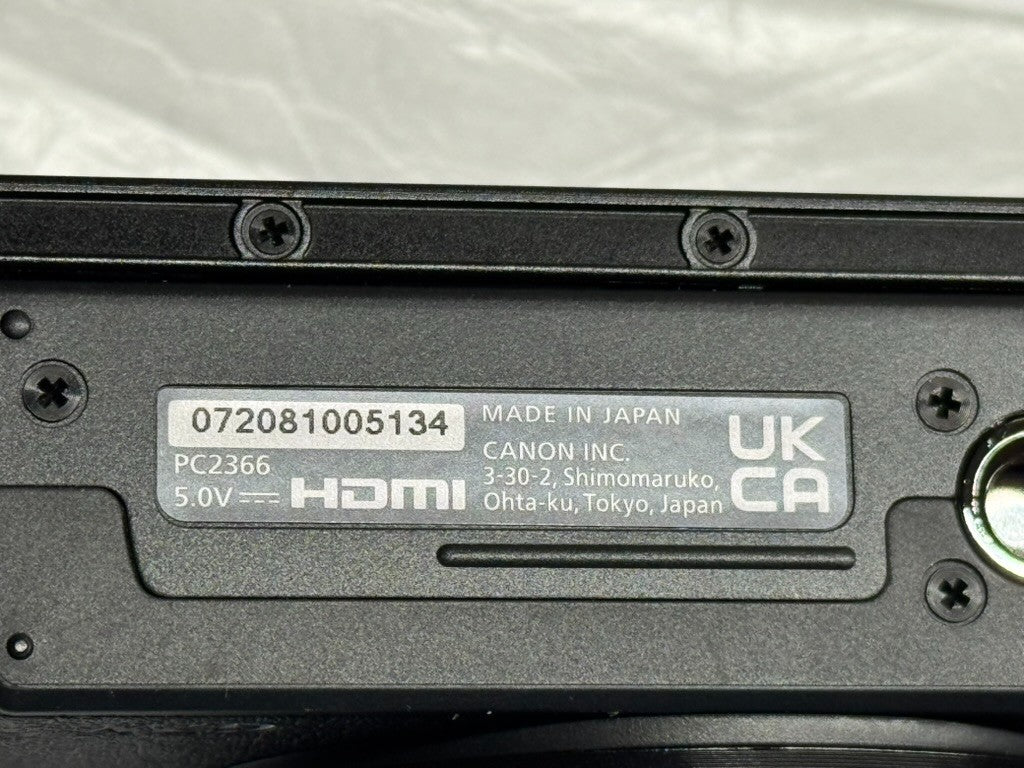 072081005134
PC2366
5.0V ⎓ HDMI
MADE IN JAPAN
CANON INC.
3-30-2, Shimomaruko,
Ohta-ku, Tokyo, Japan
UK
CA